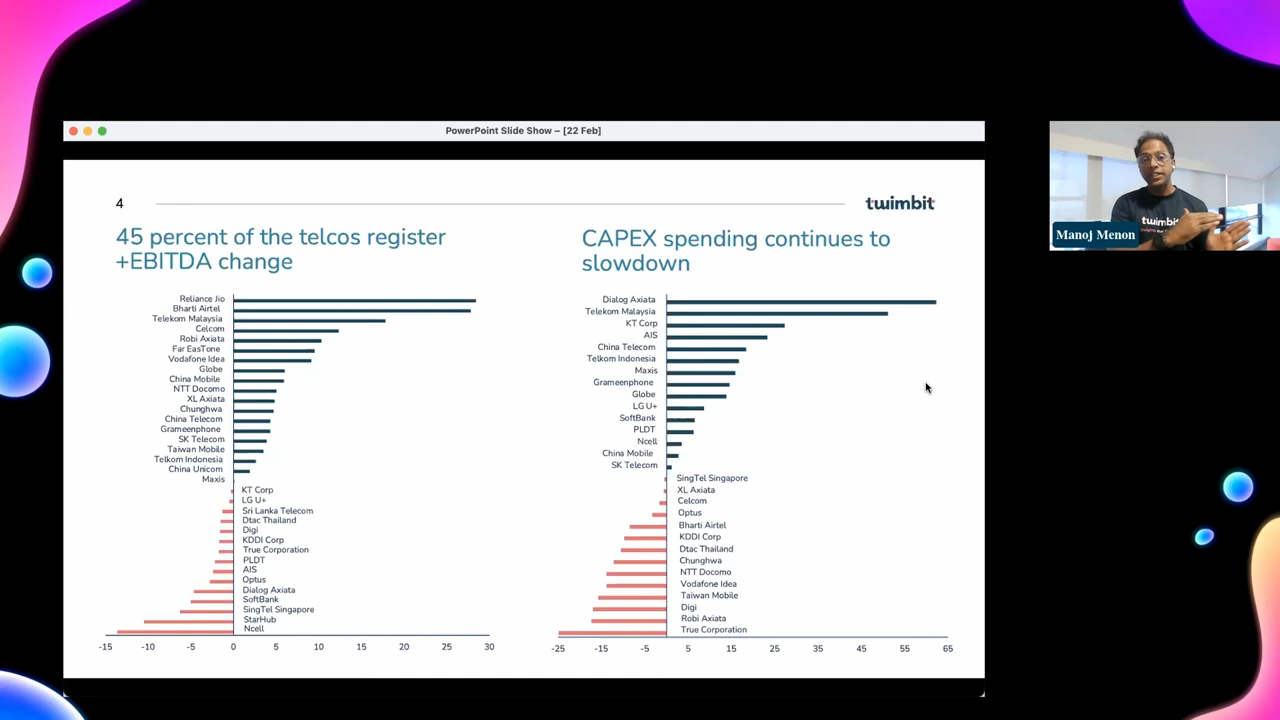 PowerPoint Slide Show – [22 Feb]
4
twimbit
45 percent of the telcos register
+EBITDA change
Reliance Jio
Bharti Airtel
Telekom Malaysia
Celcom
Robi Axiata
Far EasTone
Vodafone Idea
Globe
China Mobile
NTT Docomo
XL Axiata
Chunghwa
China Telecom
Grameenphone
SK Telecom
Taiwan Mobile
Telkom Indonesia
China Unicom
Maxis
KT Corp
LG U+
Sri Lanka Telecom
Dtac Thailand
Digi
KDDI Corp
True Corporation
PLDT
AIS
Optus
Dialog Axiata
SoftBank
SingTel Singapore
StarHub
Ncell
-15 -10 -5 0 5 10 15 20 25 30
CAPEX spending continues to
slowdown
Dialog Axiata
Telekom Malaysia
KT Corp
AIS
China Telecom
Telkom Indonesia
Maxis
Grameenphone
Globe
LG U+
SoftBank
PLDT
Ncell
China Mobile
SK Telecom
SingTel Singapore
XL Axiata
Celcom
Optus
Bharti Airtel
KDDI Corp
Dtac Thailand
Chunghwa
NTT Docomo
Vodafone Idea
Taiwan Mobile
Digi
Robi Axiata
True Corporation
-25 -15 -5 5 15 25 35 45 55 65
twimbit
Manoj Menon